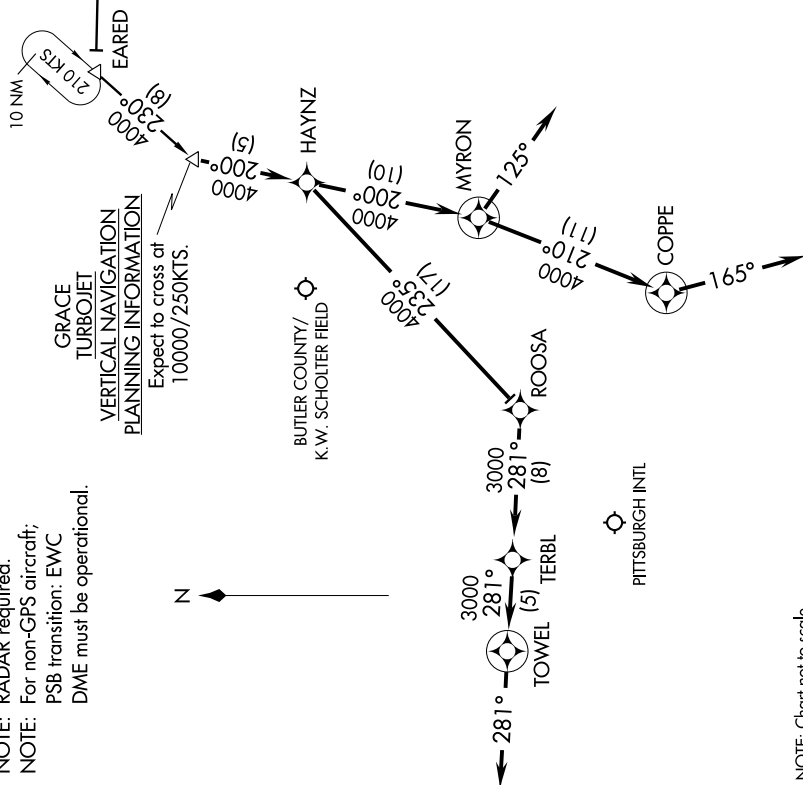 NOTE: RADAR required.
NOTE: For non-GPS aircraft;
PSB transition: EWC
DME must be operational.
GRACE
TURBOJET
VERTICAL NAVIGATION
PLANNING INFORMATION
Expect to cross at
10000/250KTS.
10 NM
210 KTS
EARED
4000
230°
(8)
4000
200°
(5)
HAYNZ
4000
200°
(10)
MYRON
125°
4000
210°
(11)
COPPE
165°
4000
235°
(17)
BUTLER COUNTY/
K.W. SCHOLTER FIELD
ROOSA
3000
281°
(8)
TERBL
3000
281°
(5)
TOWEL
281°
PITTSBURGH INTL
N
NOTE: Chart not to scale.